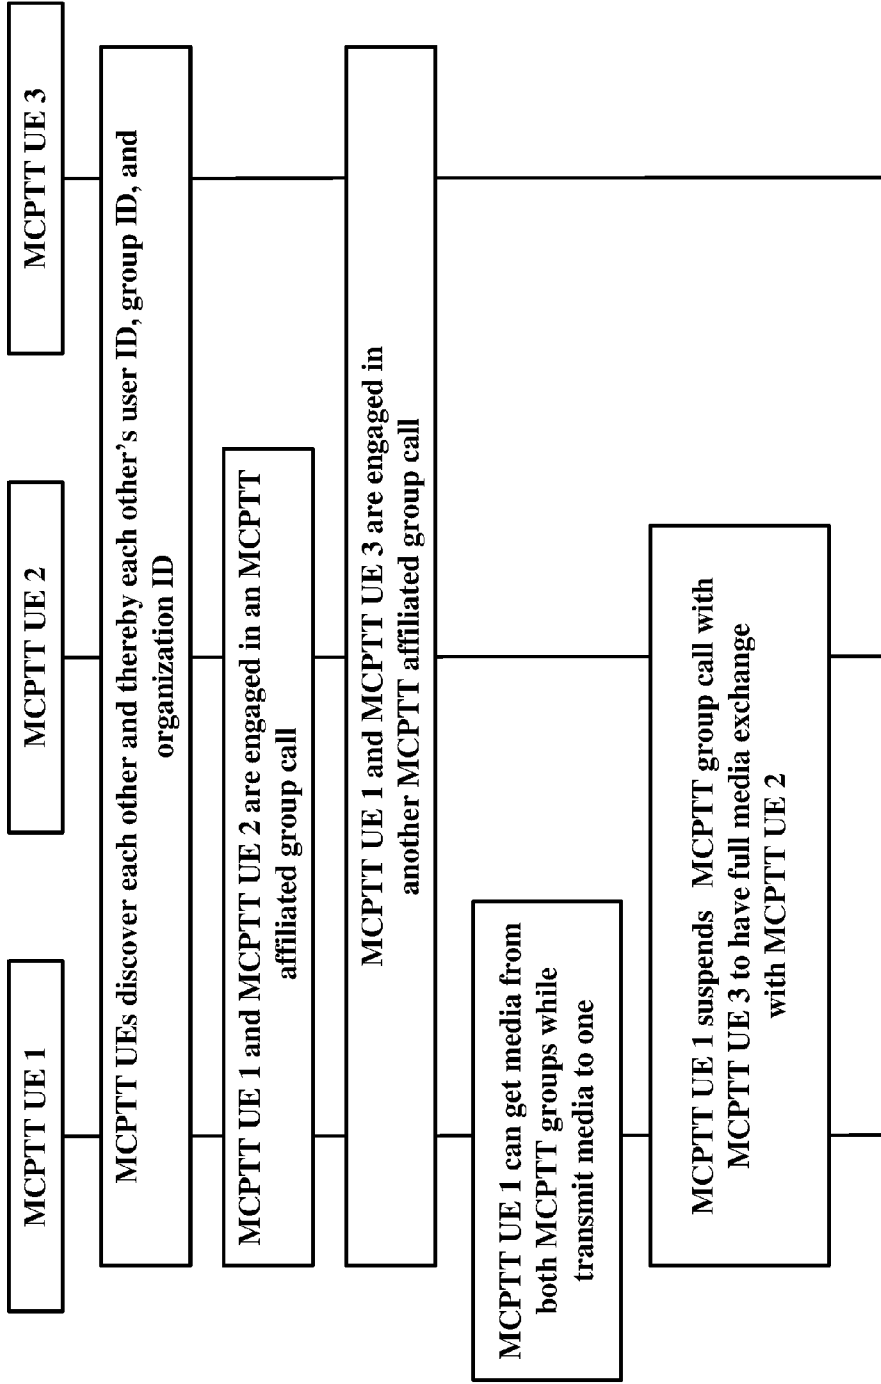 MCPTT UE 1
MCPTT UE 2
MCPTT UE 3
MCPTT UEs discover each other and thereby each other's user ID, group ID, and
organization ID
MCPTT UE 1 and MCPTT UE 2 are engaged in an MCPTT
affiliated group call
MCPTT UE 1 and MCPTT UE 3 are engaged in
another MCPTT affiliated group call
MCPTT UE 1 can get media from
both MCPTT groups while
transmit media to one
MCPTT UE 1 suspends MCPTT group call with
MCPTT UE 3 to have full media exchange
with MCPTT UE 2